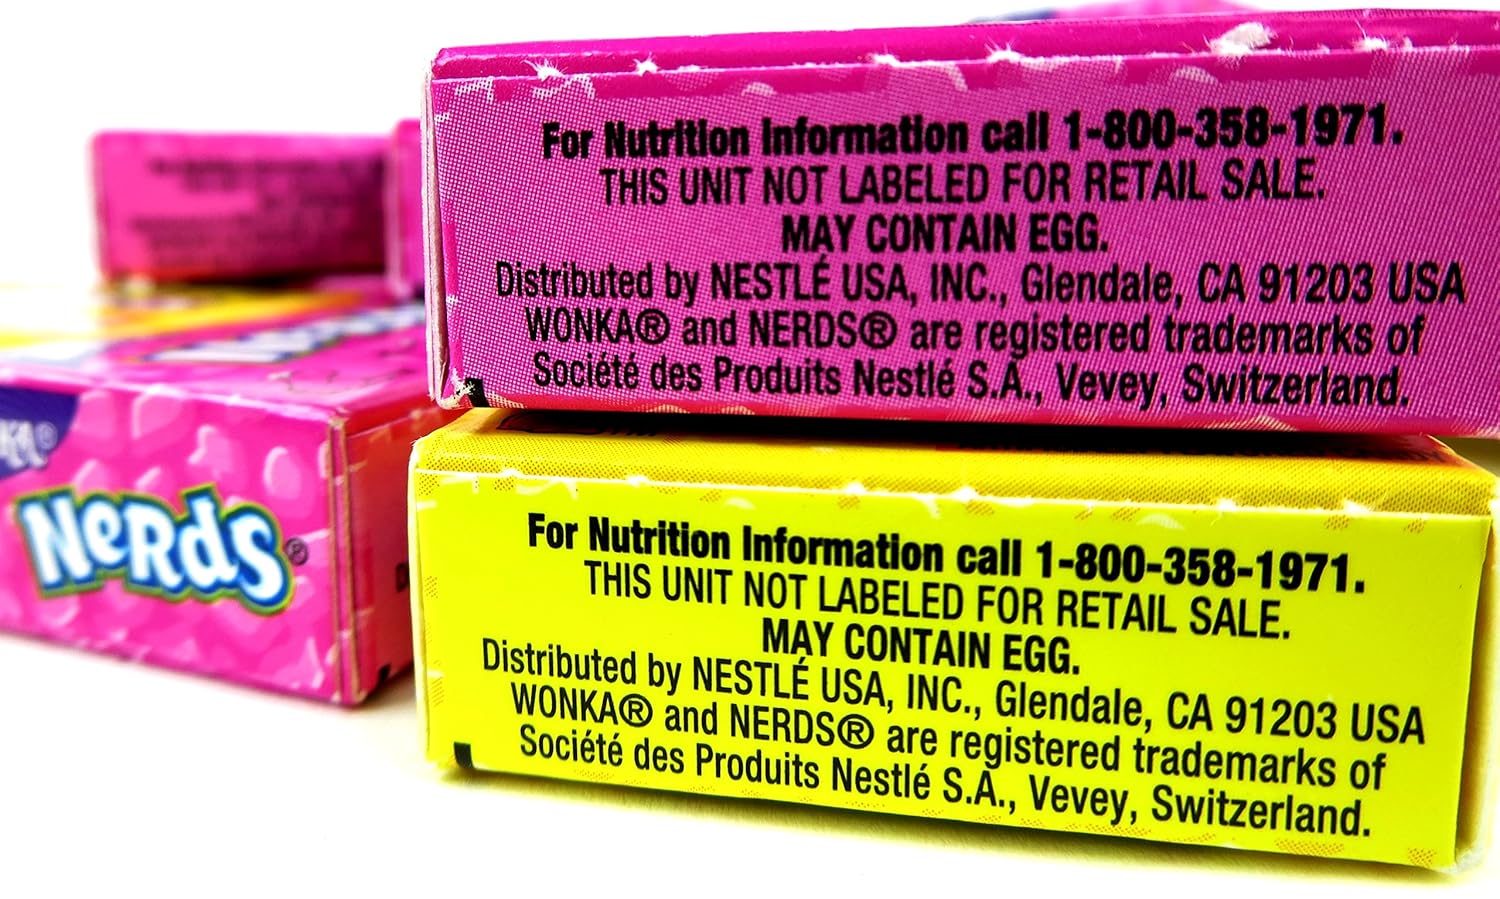 For Nutrition Information call 1-800-358-1971.
THIS UNIT NOT LABELED FOR RETAIL SALE.
MAY CONTAIN EGG.
Distributed by NESTLÉ USA, INC., Glendale, CA 91203 USA
WONKA® and NERDS® are registered trademarks of
Société des Produits Nestlé S.A., Vevey, Switzerland.
KA®
NeRds®
For Nutrition Information call 1-800-358-1971.
THIS UNIT NOT LABELED FOR RETAIL SALE.
MAY CONTAIN EGG.
Distributed by NESTLÉ USA, INC., Glendale, CA 91203 USA
WONKA® and NERDS® are registered trademarks of
Société des Produits Nestlé S.A., Vevey, Switzerland.